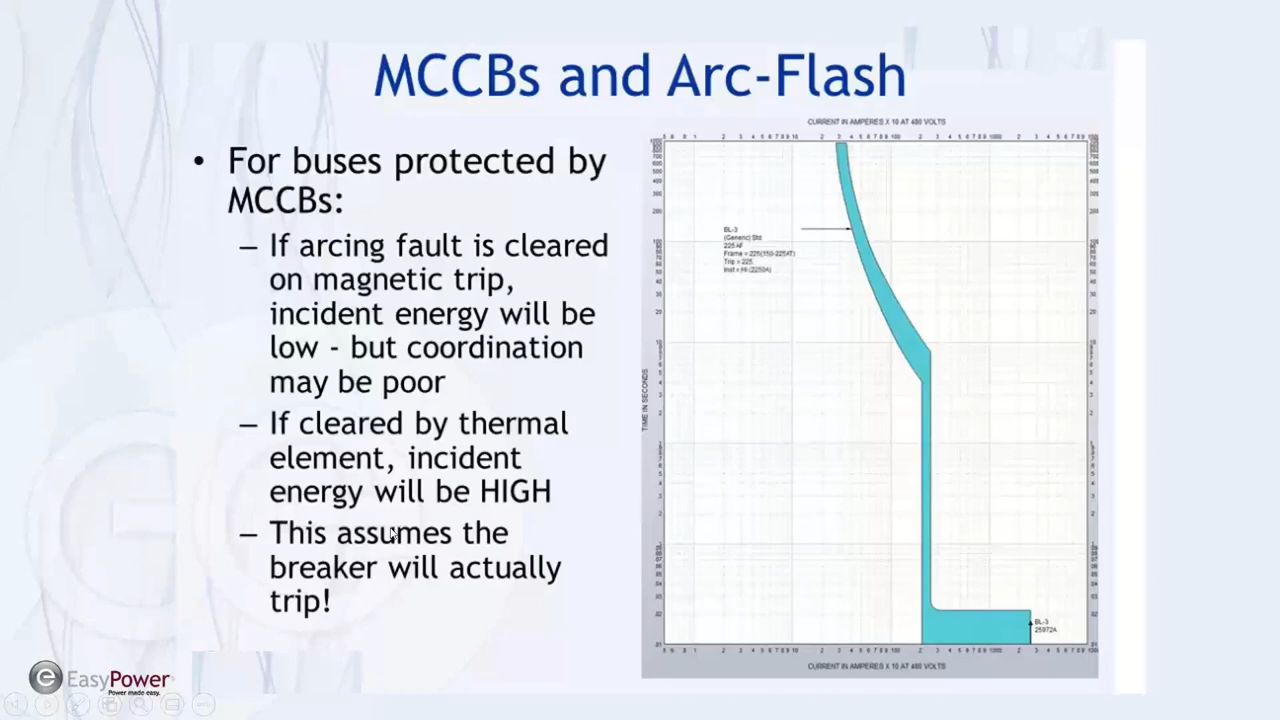 MCCBs and Arc-Flash
• For buses protected by
MCCBs:
– If arcing fault is cleared
on magnetic trip,
incident energy will be
low - but coordination
may be poor
– If cleared by thermal
element, incident
energy will be HIGH
– This assumes the
breaker will actually
trip!
CURRENT IN AMPERES X 10 AT 480 VOLTS
TIME IN SECONDS
BL-3
(Generic) Std
225 AF
Frame = 225(150-225AT)
Trip = 225
Inst = HI (2250A)
BL-3
25972A
CURRENT IN AMPERES X 10 AT 480 VOLTS
e EasyPower
Power made easy.